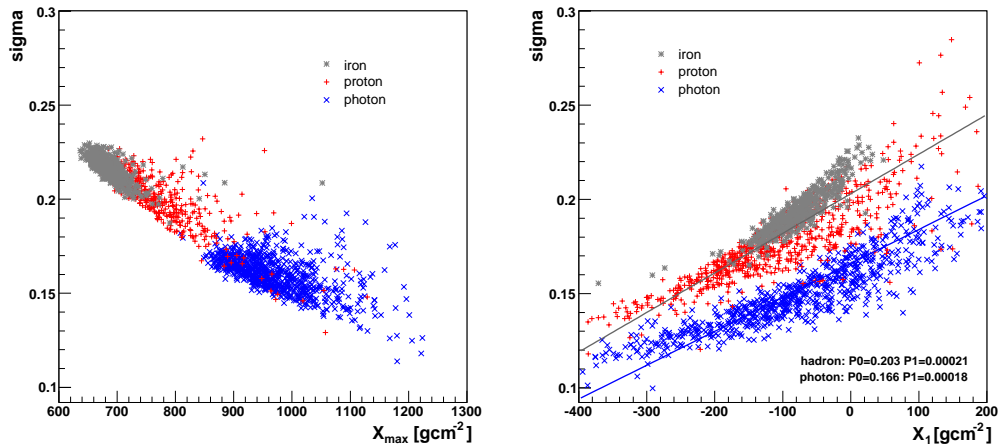 sigma
0.3
0.25
0.2
0.15
0.1
iron
proton
photon
600 700 800 900 1000 1100 1200 1300
X_max [gcm^-2]
sigma
0.3
0.25
0.2
0.15
0.1
iron
proton
photon
hadron: P0=0.203 P1=0.00021
photon: P0=0.166 P1=0.00018
-400 -300 -200 -100 0 100 200
X_1 [gcm^-2]